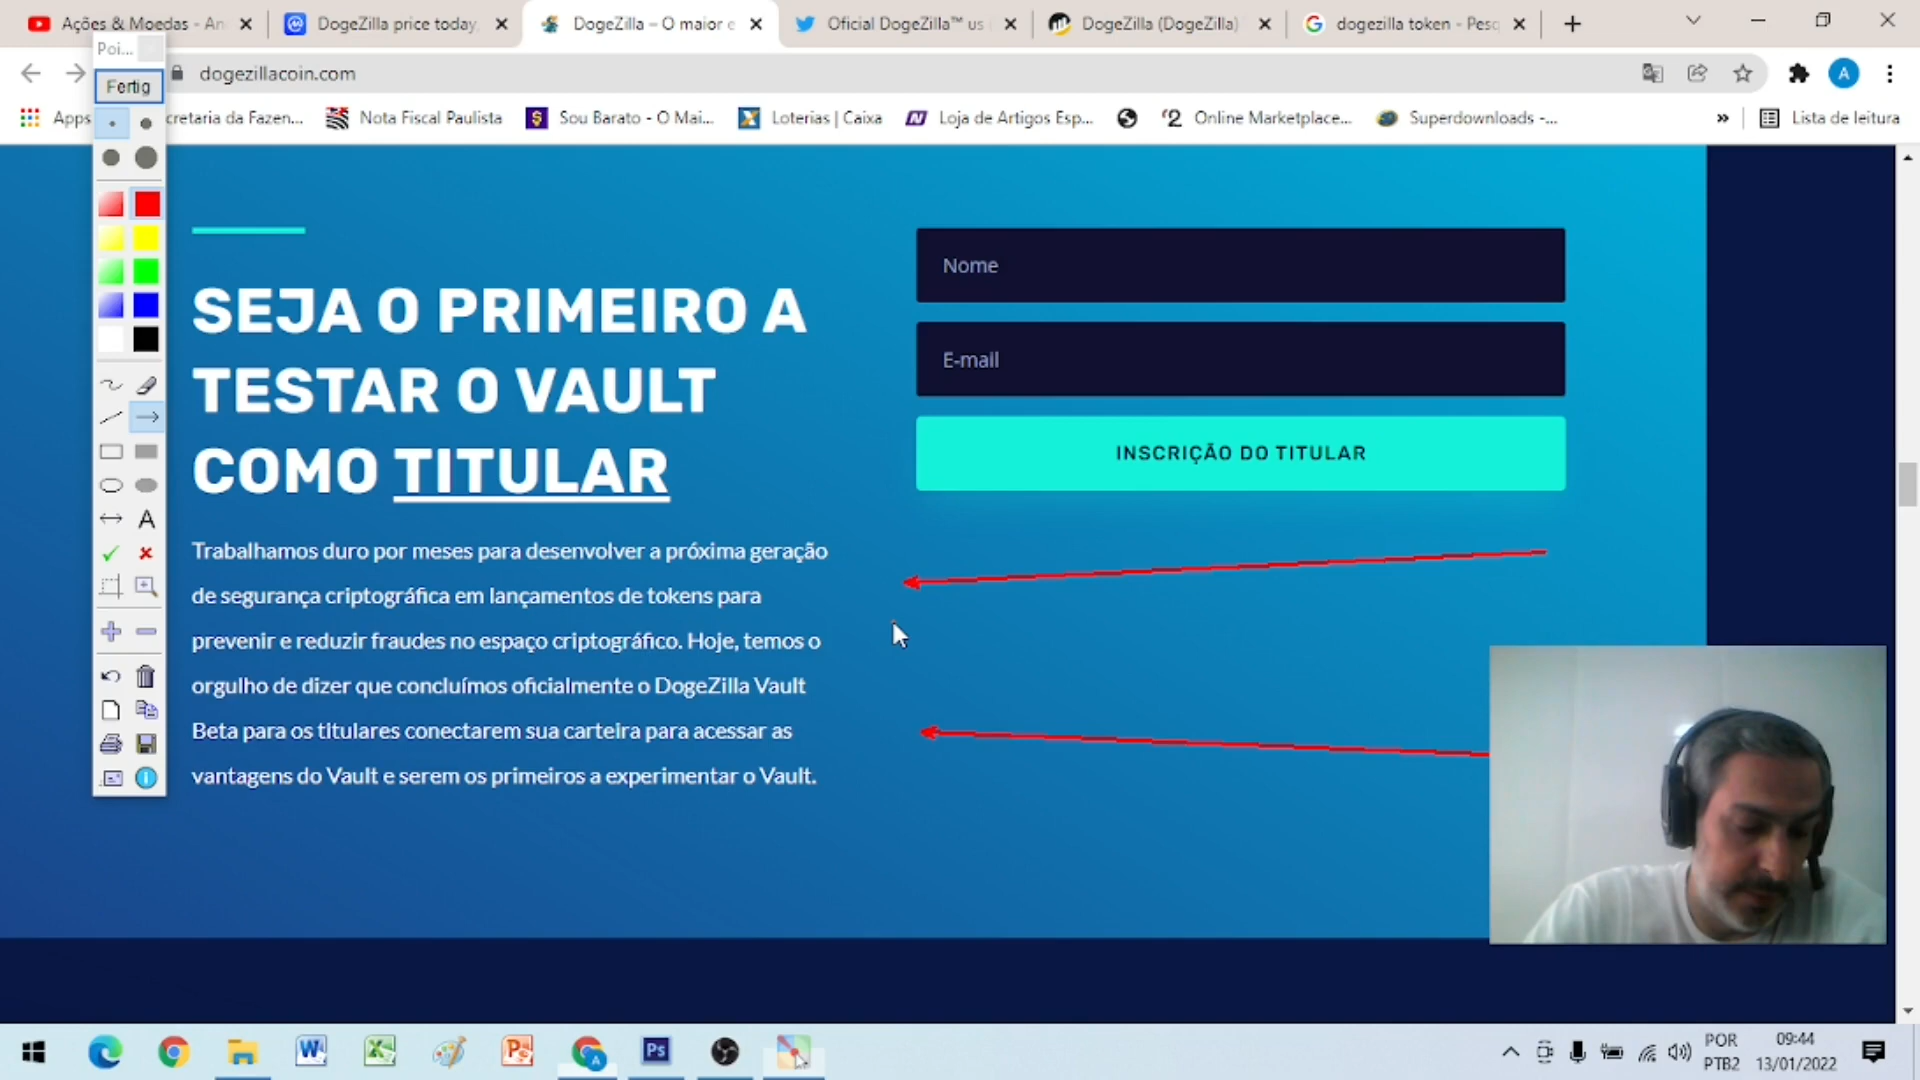 Ações & Moedas - An
DogeZilla price today,
DogeZilla – O maior e
Oficial DogeZilla™ us
DogeZilla (DogeZilla)
dogezilla token - Pesq
Poi...
Fertig
dogezillacoin.com
A
Apps
cretaria da Fazen...
Nota Fiscal Paulista
Sou Barato - O Mai...
Loterias | Caixa
Loja de Artigos Esp...
Online Marketplace...
Superdownloads -...
»
Lista de leitura
SEJA O PRIMEIRO A
TESTAR O VAULT
COMO TITULAR
Trabalhamos duro por meses para desenvolver a próxima geração
de segurança criptográfica em lançamentos de tokens para
prevenir e reduzir fraudes no espaço criptográfico. Hoje, temos o
orgulho de dizer que concluímos oficialmente o DogeZilla Vault
Beta para os titulares conectarem sua carteira para acessar as
vantagens do Vault e serem os primeiros a experimentar o Vault.
Nome
E-mail
INSCRIÇÃO DO TITULAR
A
POR
PTB2
09:44
13/01/2022